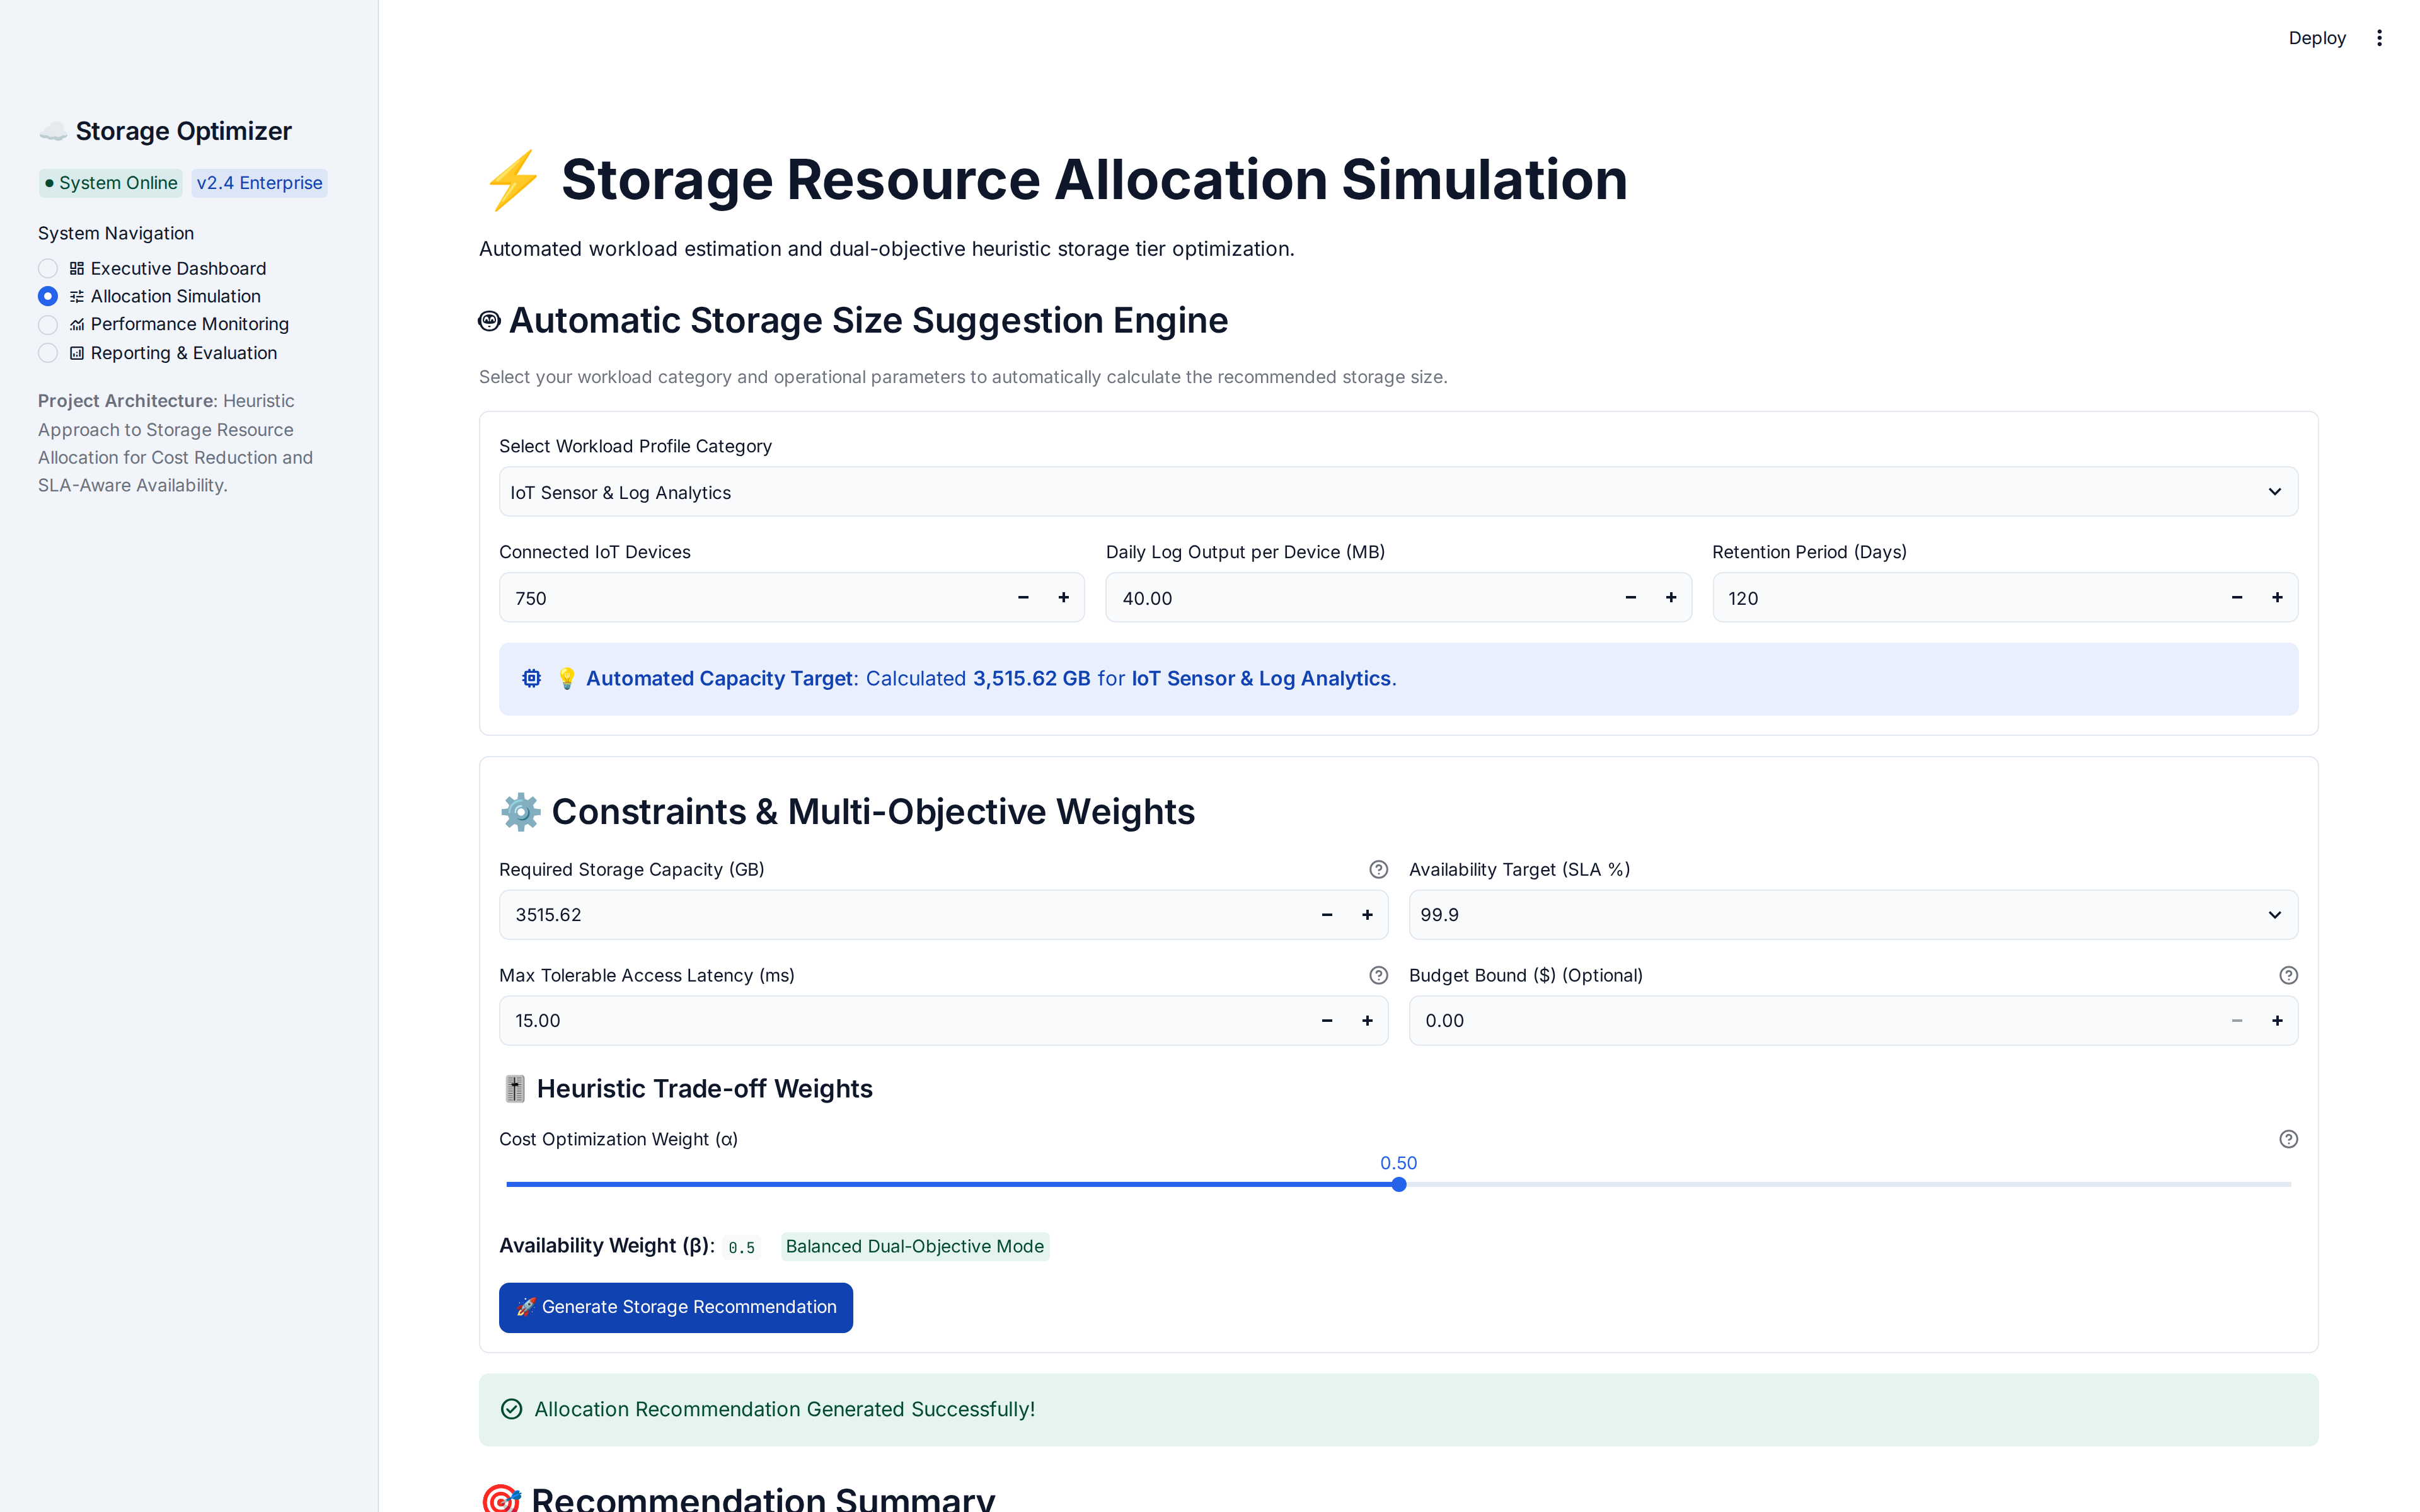 Deploy
☁️ Storage Optimizer
● System Online
v2.4 Enterprise
System Navigation
Executive Dashboard
Allocation Simulation
Performance Monitoring
Reporting & Evaluation
Project Architecture: Heuristic
Approach to Storage Resource
Allocation for Cost Reduction and
SLA-Aware Availability.
⚡ Storage Resource Allocation Simulation
Automated workload estimation and dual-objective heuristic storage tier optimization.
Automatic Storage Size Suggestion Engine
Select your workload category and operational parameters to automatically calculate the recommended storage size.
Select Workload Profile Category
IoT Sensor & Log Analytics
Connected IoT Devices
Daily Log Output per Device (MB)
Retention Period (Days)
750
40.00
120
💡 Automated Capacity Target: Calculated 3,515.62 GB for IoT Sensor & Log Analytics.
⚙️ Constraints & Multi-Objective Weights
Required Storage Capacity (GB)
Availability Target (SLA %)
3515.62
99.9
Max Tolerable Access Latency (ms)
Budget Bound ($) (Optional)
15.00
0.00
🎚️ Heuristic Trade-off Weights
Cost Optimization Weight (α)
0.50
Availability Weight (β): 0.5 Balanced Dual-Objective Mode
🚀 Generate Storage Recommendation
Allocation Recommendation Generated Successfully!
🎯 Recommendation Summary